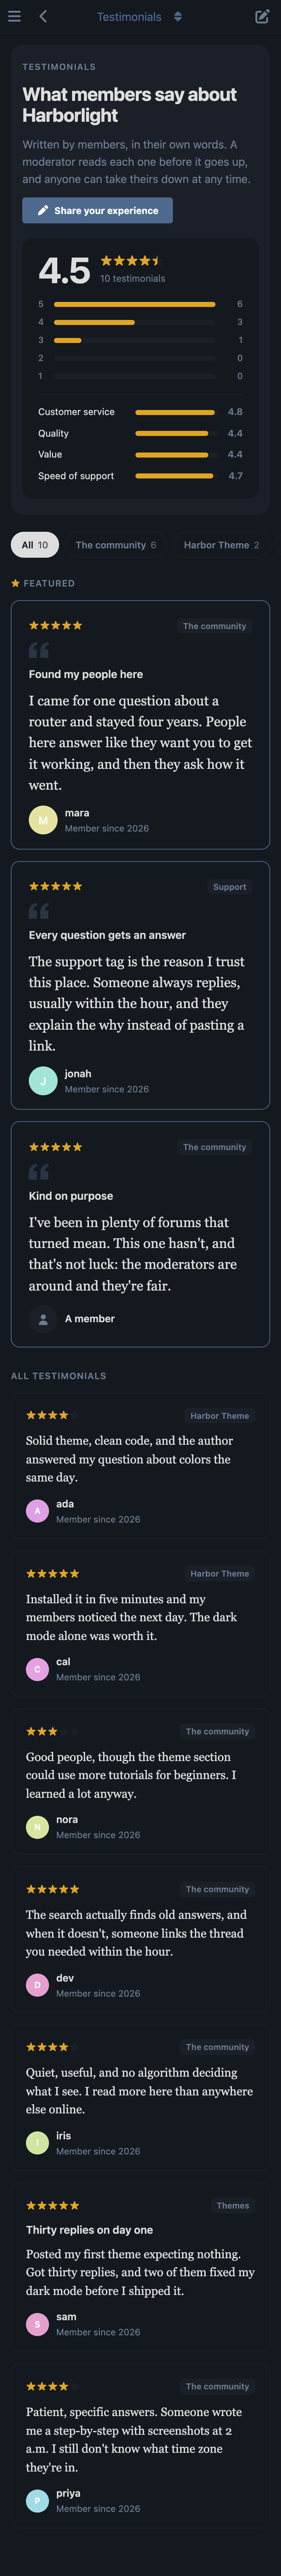 Testimonials
TESTIMONIALS
What members say about
Harborlight
Written by members, in their own words. A
moderator reads each one before it goes up,
and anyone can take theirs down at any time.
Share your experience
4.5
10 testimonials
5 6
4 3
3 1
2 0
1 0
Customer service 4.8
Quality 4.4
Value 4.4
Speed of support 4.7
All 10 The community 6 Harbor Theme 2
FEATURED
The community
Found my people here
I came for one question about a
router and stayed four years. People
here answer like they want you to get
it working, and then they ask how it
went.
M
mara
Member since 2026
Support
Every question gets an answer
The support tag is the reason I trust
this place. Someone always replies,
usually within the hour, and they
explain the why instead of pasting a
link.
J
jonah
Member since 2026
The community
Kind on purpose
I've been in plenty of forums that
turned mean. This one hasn't, and
that's not luck: the moderators are
around and they're fair.
A member
ALL TESTIMONIALS
Harbor Theme
Solid theme, clean code, and the author
answered my question about colors the
same day.
A
ada
Member since 2026
Harbor Theme
Installed it in five minutes and my
members noticed the next day. The dark
mode alone was worth it.
C
cal
Member since 2026
The community
Good people, though the theme section
could use more tutorials for beginners. I
learned a lot anyway.
N
nora
Member since 2026
The community
The search actually finds old answers, and
when it doesn't, someone links the thread
you needed within the hour.
D
dev
Member since 2026
The community
Quiet, useful, and no algorithm deciding
what I see. I read more here than anywhere
else online.
I
iris
Member since 2026
Themes
Thirty replies on day one
Posted my first theme expecting nothing.
Got thirty replies, and two of them fixed my
dark mode before I shipped it.
S
sam
Member since 2026
The community
Patient, specific answers. Someone wrote
me a step-by-step with screenshots at 2
a.m. I still don't know what time zone
they're in.
P
priya
Member since 2026